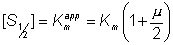 [S½] = Kₘᵃᵖᵖ = Kₘ(1 + μ/2)